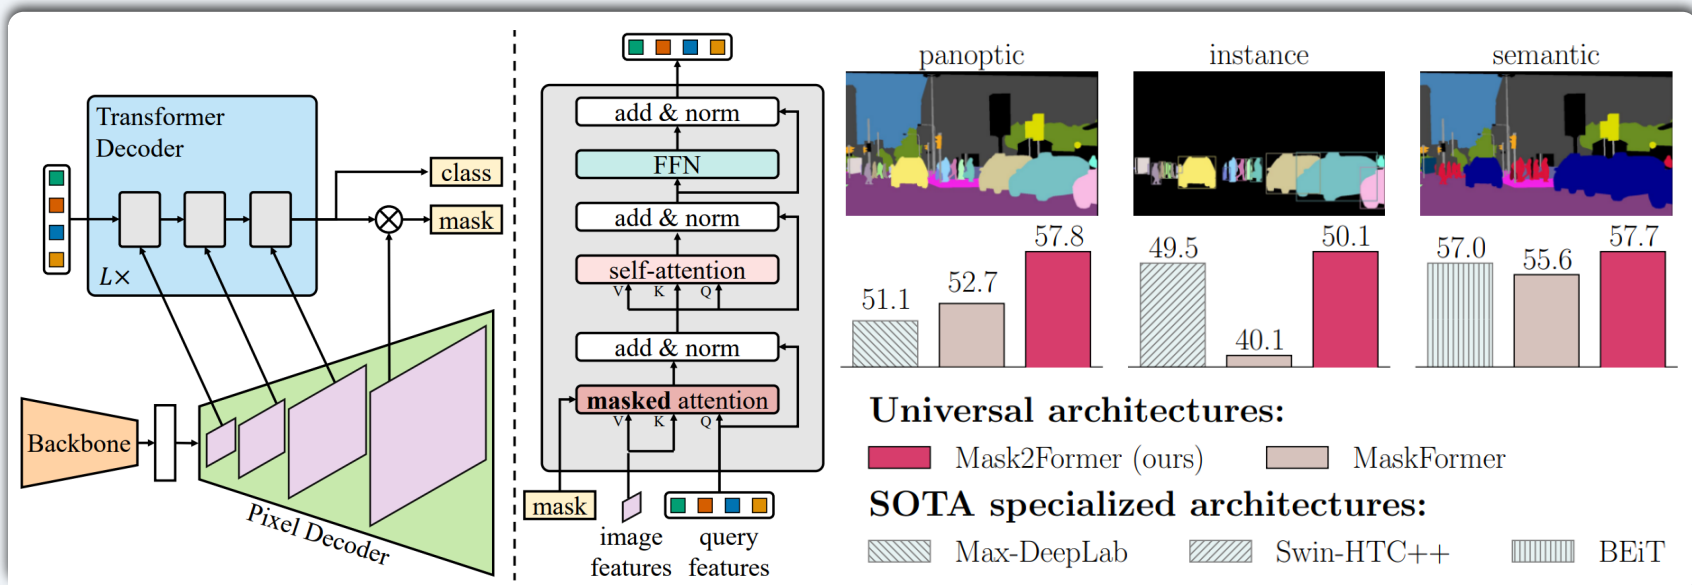 Transformer
Decoder
L×
class
mask
Backbone
Pixel Decoder
add & norm
FFN
add & norm
self-attention
V K Q
add & norm
masked attention
V K Q
mask
image
features
query
features
panoptic instance semantic
51.1 52.7 57.8
49.5 40.1 50.1
57.0 55.6 57.7
Universal architectures:
Mask2Former (ours) MaskFormer
SOTA specialized architectures:
Max-DeepLab Swin-HTC++ BEiT